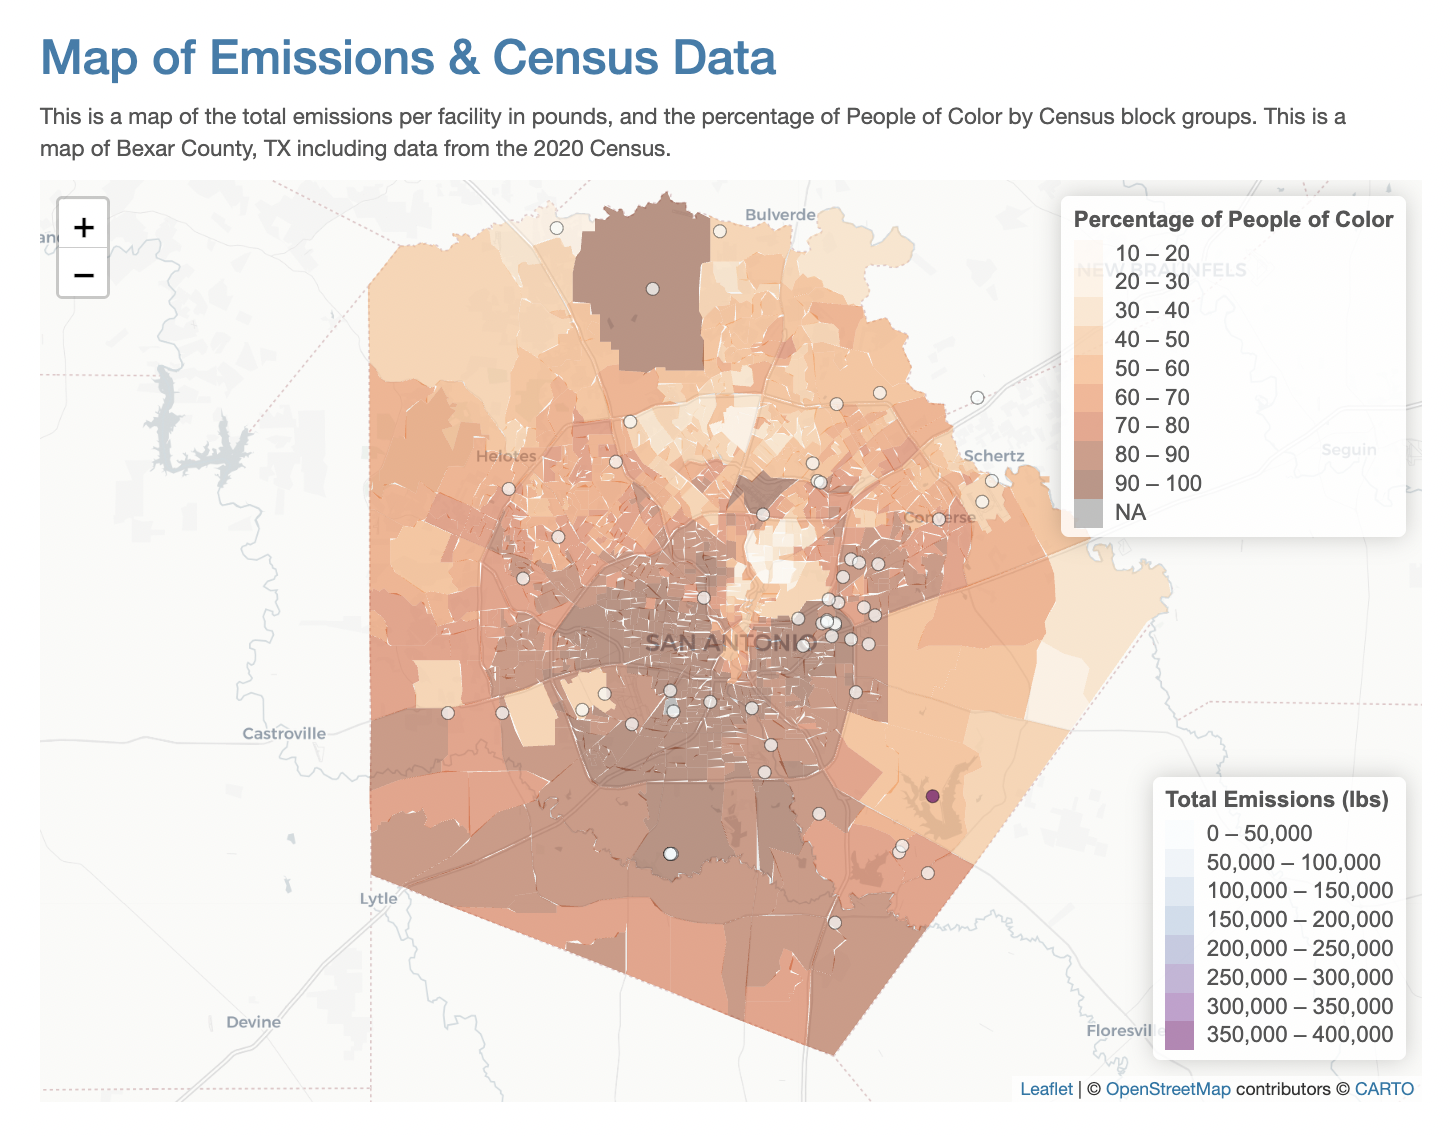 Map of Emissions & Census Data
This is a map of the total emissions per facility in pounds, and the percentage of People of Color by Census block groups. This is a
map of Bexar County, TX including data from the 2020 Census.
+
−
Bulverde
Percentage of People of Color
10 – 20
20 – 30
NEW BRAUNFELS
30 – 40
40 – 50
50 – 60
60 – 70
70 – 80
80 – 90
90 – 100
NA
Seguin
Helotes
Schertz
Converse
SAN ANTONIO
Castroville
Total Emissions (lbs)
0 – 50,000
50,000 – 100,000
100,000 – 150,000
150,000 – 200,000
200,000 – 250,000
250,000 – 300,000
300,000 – 350,000
350,000 – 400,000
Lytle
Devine
Floresvill
Leaflet | © OpenStreetMap contributors © CARTO